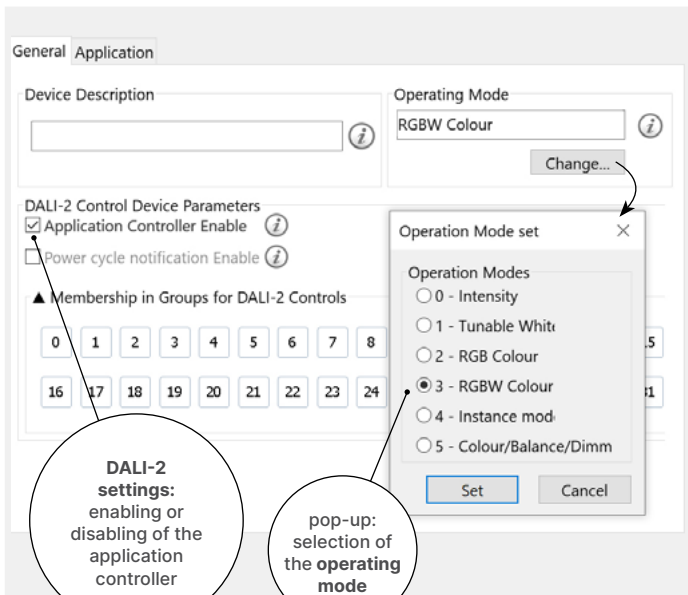 General Application
Device Description
Operating Mode
RGBW Colour
Change...
DALI-2 Control Device Parameters
Application Controller Enable
Power cycle notification Enable
▲ Membership in Groups for DALI-2 Controls
0 1 2 3 4 5 6 7 8
16 17 18 19 20 21 22 23 24
Operation Mode set
Operation Modes
0 - Intensity
1 - Tunable White
2 - RGB Colour
3 - RGBW Colour
4 - Instance mod
5 - Colour/Balance/Dimm
Set Cancel
DALI-2
settings:
enabling or
disabling of the
application
controller
pop-up:
selection of
the operating
mode